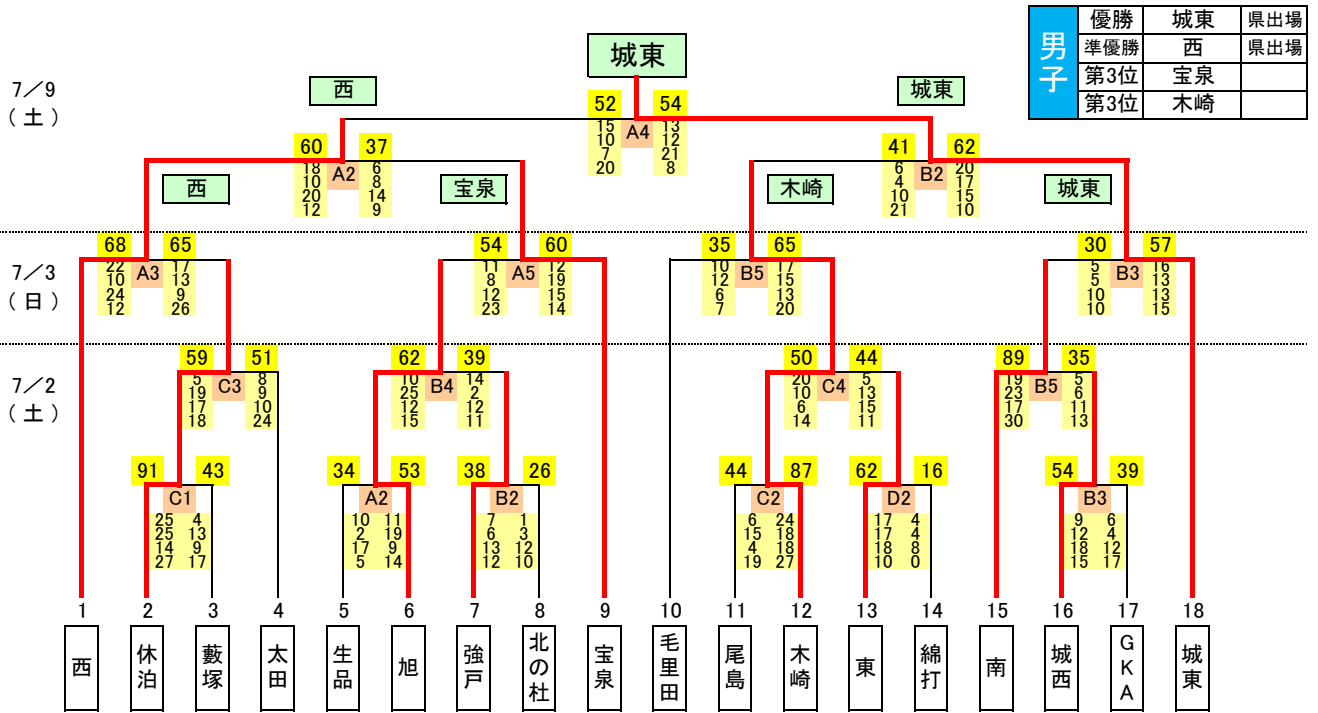 男子
優勝 城東 県出場
準優勝 西 県出場
第3位 宝泉
第3位 木崎
城東
7/9
(土)
西
城東
52 54
15 A4 13
10 12
7 21
20 8
60 37
18 A2 6
10 8
20 14
12 9
41 62
6 B2 20
4 17
10 15
21 10
西
宝泉
木崎
城東
7/3
(日)
68 65
22 A3 17
10 13
24 9
12 26
54 60
11 A5 12
8 19
12 15
23 14
35 65
10 B5 17
12 15
6 13
7 20
30 57
5 B3 16
5 13
10 13
10 15
7/2
(土)
59 51
5 C3 8
19 9
17 10
18 24
62 39
10 B4 14
25 2
12 12
15 11
50 44
20 C4 5
10 13
6 15
14 11
89 35
19 B5 5
23 6
17 11
30 13
91 43
C1
25 4
25 13
14 9
27 17
34 53
A2
10 11
2 19
17 9
5 14
38 26
B2
7 1
6 3
13 12
12 10
44 87
C2
6 24
15 18
4 18
19 27
62 16
D2
17 4
17 4
18 8
10 0
54 39
B3
9 6
12 4
18 12
15 17
1 2 3 4 5 6 7 8 9 10 11 12 13 14 15 16 17 18
西
休泊
藪塚
太田
生品
旭
強戸
北の杜
宝泉
毛里田
尾島
木崎
東
綿打
南
城西
GKA
城東